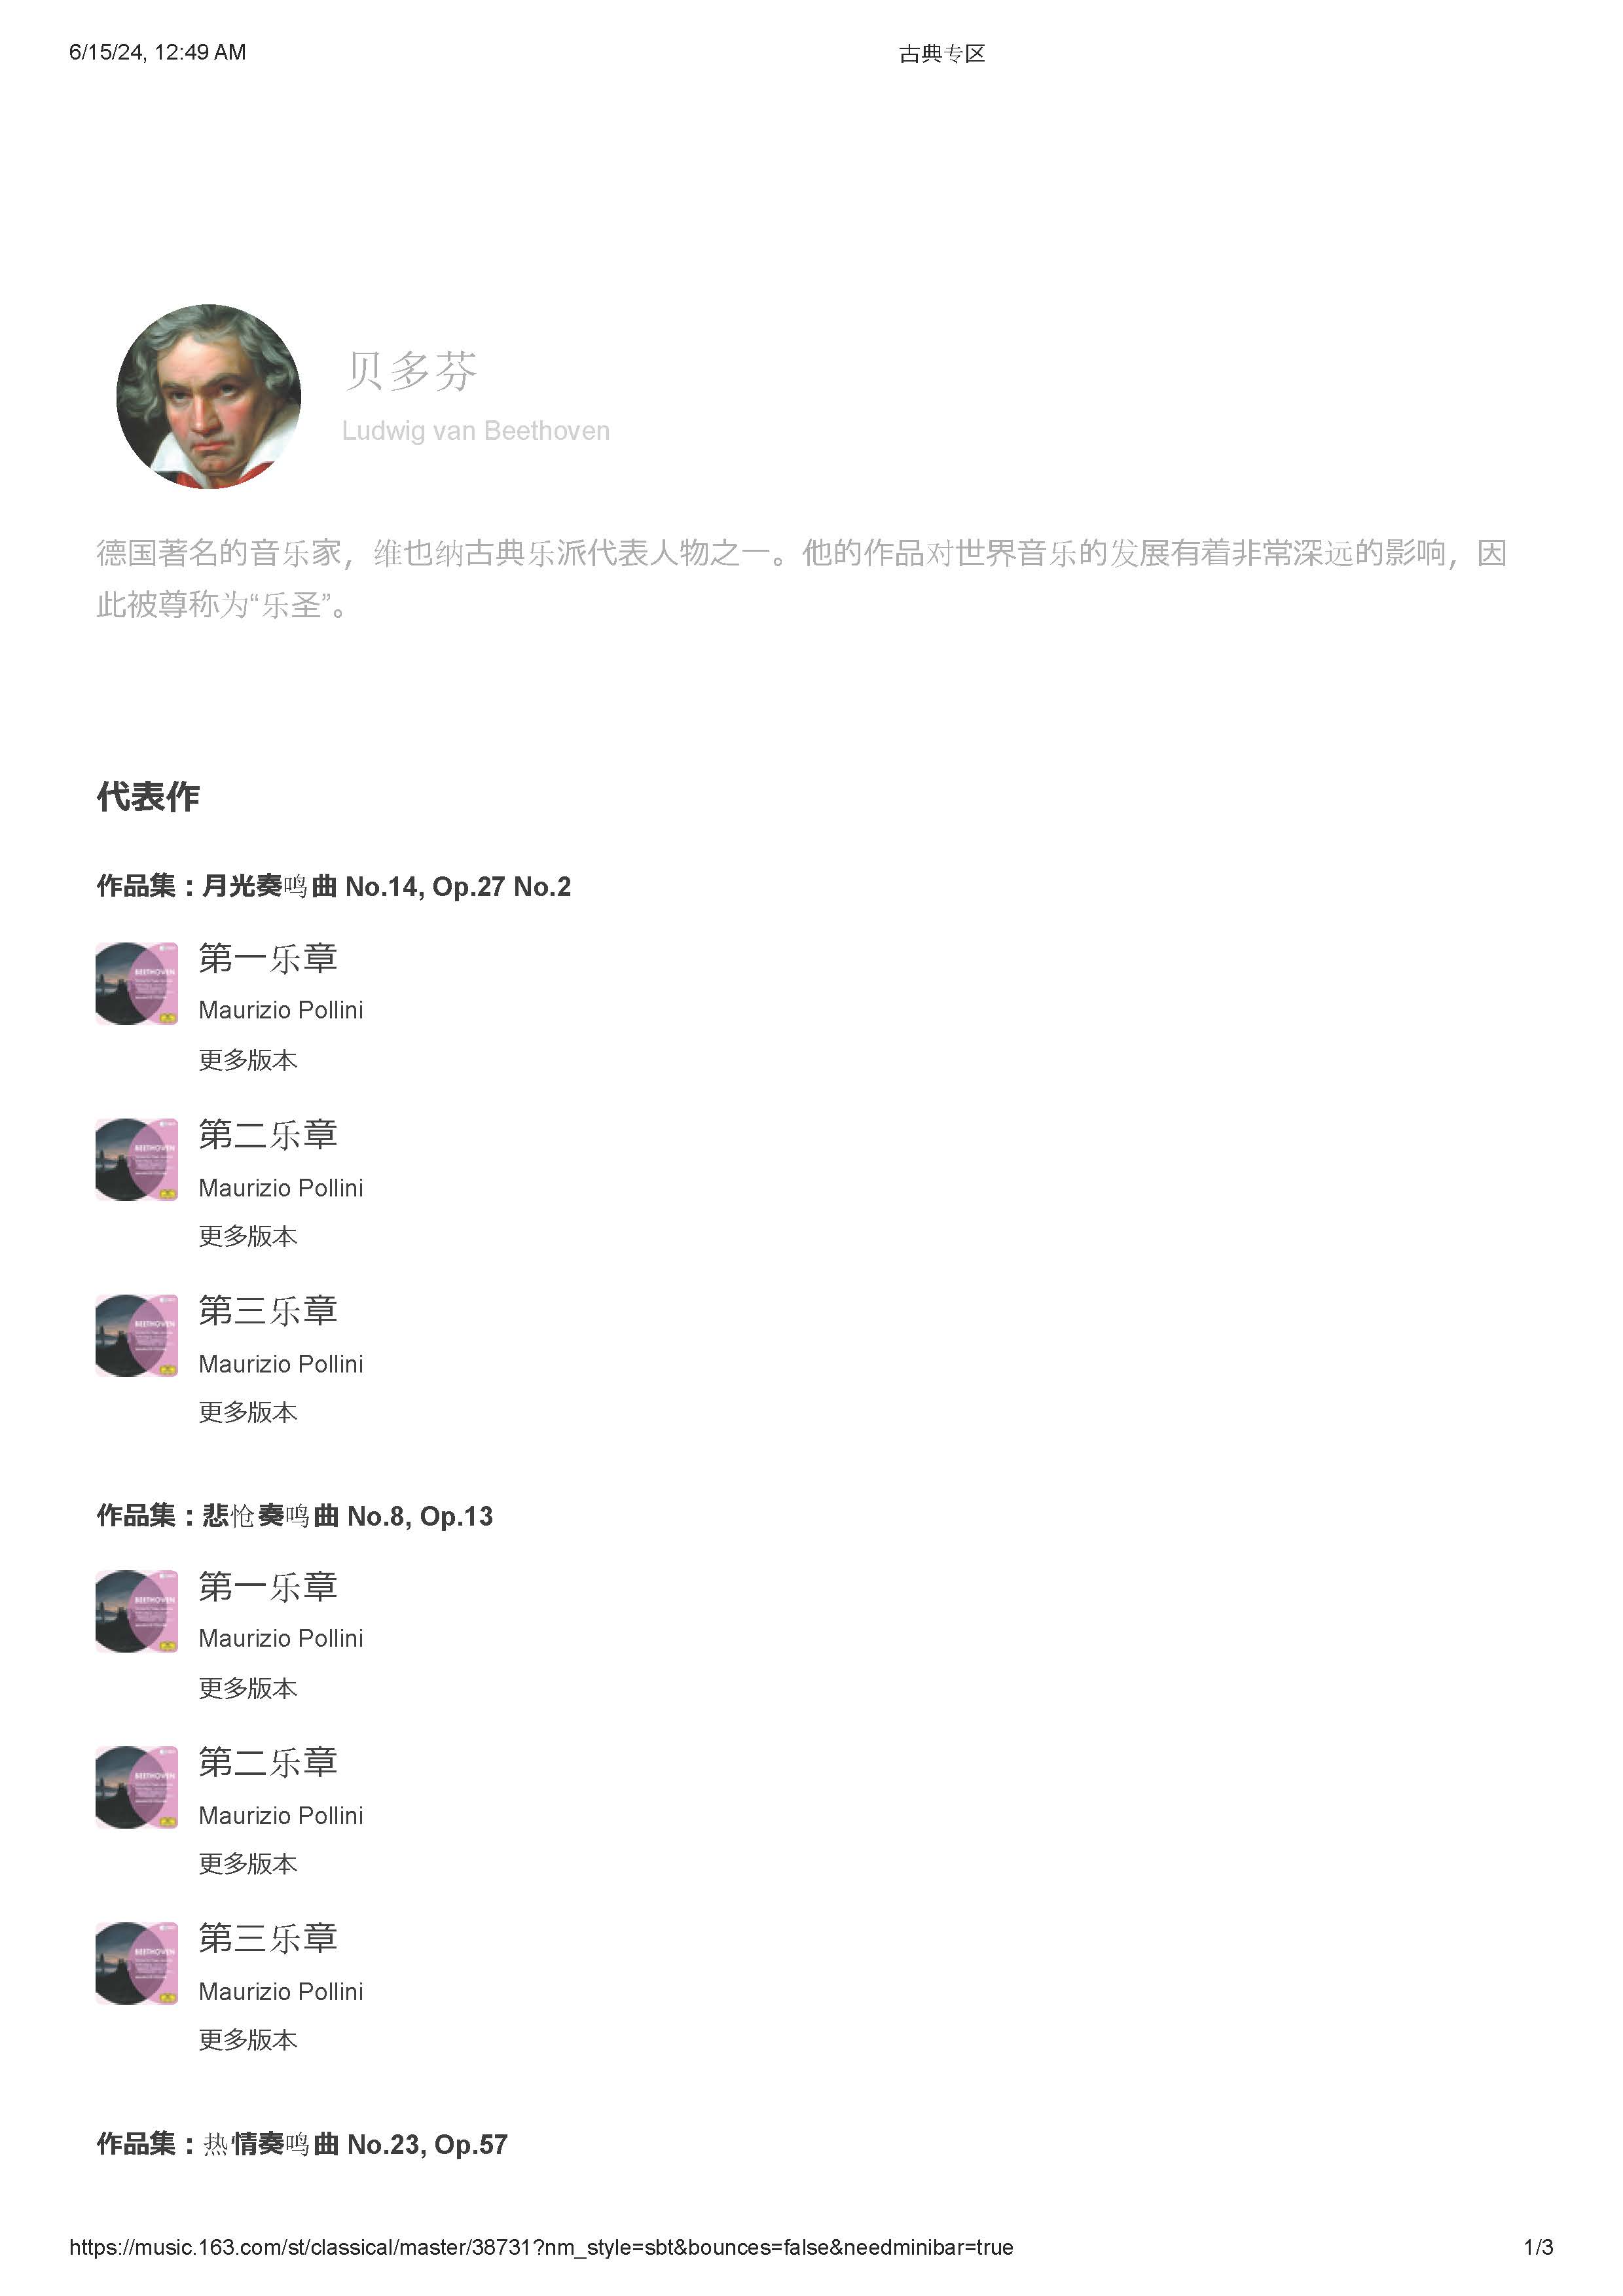 6/15/24, 12:49 AM 古典专区
贝多芬
Ludwig van Beethoven
德国著名的音乐家，维也纳古典乐派代表人物之一。他的作品对世界音乐的发展有着非常深远的影响，因
此被尊称为“乐圣”。
代表作
作品集：月光奏鸣曲 No.14, Op.27 No.2
BEETHOVEN
第一乐章
Maurizio Pollini
更多版本
BEETHOVEN
第二乐章
Maurizio Pollini
更多版本
BEETHOVEN
第三乐章
Maurizio Pollini
更多版本
作品集：悲怆奏鸣曲 No.8, Op.13
BEETHOVEN
第一乐章
Maurizio Pollini
更多版本
BEETHOVEN
第二乐章
Maurizio Pollini
更多版本
BEETHOVEN
第三乐章
Maurizio Pollini
更多版本
作品集：热情奏鸣曲 No.23, Op.57
https://music.163.com/st/classical/master/38731?nm_style=sbt&bounces=false&needminibar=true 1/3